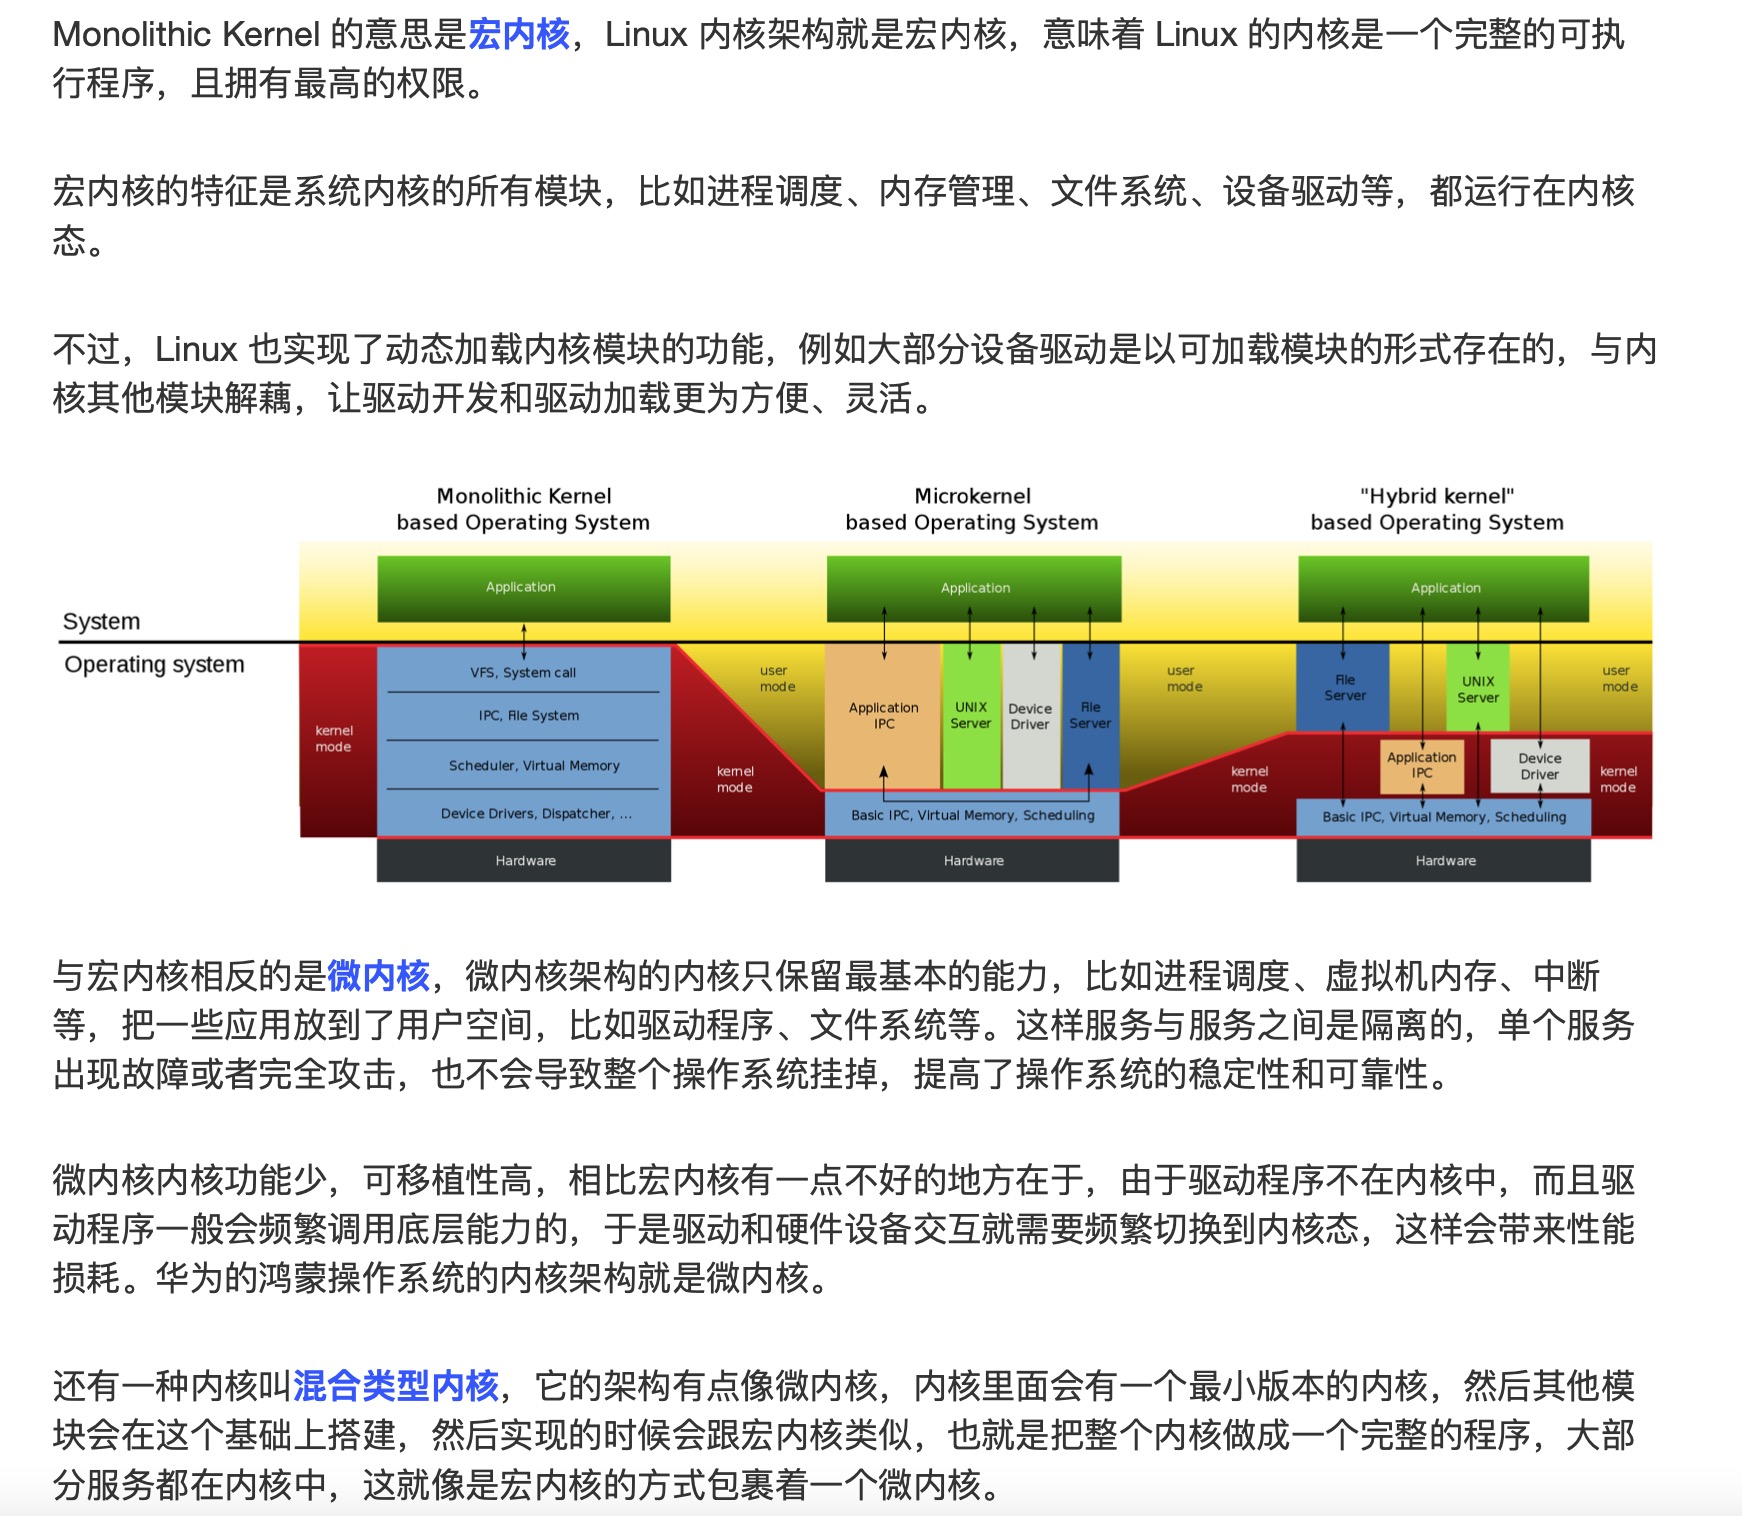 Monolithic Kernel 的意思是宏内核，Linux 内核架构就是宏内核，意味着 Linux 的内核是一个完整的可执
行程序，且拥有最高的权限。
宏内核的特征是系统内核的所有模块，比如进程调度、内存管理、文件系统、设备驱动等，都运行在内核
态。
不过，Linux 也实现了动态加载内核模块的功能，例如大部分设备驱动是以可加载模块的形式存在的，与内
核其他模块解藕，让驱动开发和驱动加载更为方便、灵活。
Monolithic Kernel
based Operating System
Microkernel
based Operating System
"Hybrid kernel"
based Operating System
System
Operating system
Application
kernel
mode
VFS, System call
IPC, File System
Scheduler, Virtual Memory
Device Drivers, Dispatcher, ...
Hardware
kernel
mode
user
mode
Application
Application
IPC
UNIX
Server
Device
Driver
File
Server
Basic IPC, Virtual Memory, Scheduling
Hardware
user
mode
kernel
mode
Application
File
Server
UNIX
Server
user
mode
Application
IPC
Device
Driver
kernel
mode
Basic IPC, Virtual Memory, Scheduling
Hardware
与宏内核相反的是微内核，微内核架构的内核只保留最基本的能力，比如进程调度、虚拟机内存、中断
等，把一些应用放到了用户空间，比如驱动程序、文件系统等。这样服务与服务之间是隔离的，单个服务
出现故障或者完全攻击，也不会导致整个操作系统挂掉，提高了操作系统的稳定性和可靠性。
微内核内核功能少，可移植性高，相比宏内核有一点不好的地方在于，由于驱动程序不在内核中，而且驱
动程序一般会频繁调用底层能力的，于是驱动和硬件设备交互就需要频繁切换到内核态，这样会带来性能
损耗。华为的鸿蒙操作系统的内核架构就是微内核。
还有一种内核叫混合类型内核，它的架构有点像微内核，内核里面会有一个最小版本的内核，然后其他模
块会在这个基础上搭建，然后实现的时候会跟宏内核类似，也就是把整个内核做成一个完整的程序，大部
分服务都在内核中，这就像是宏内核的方式包裹着一个微内核。